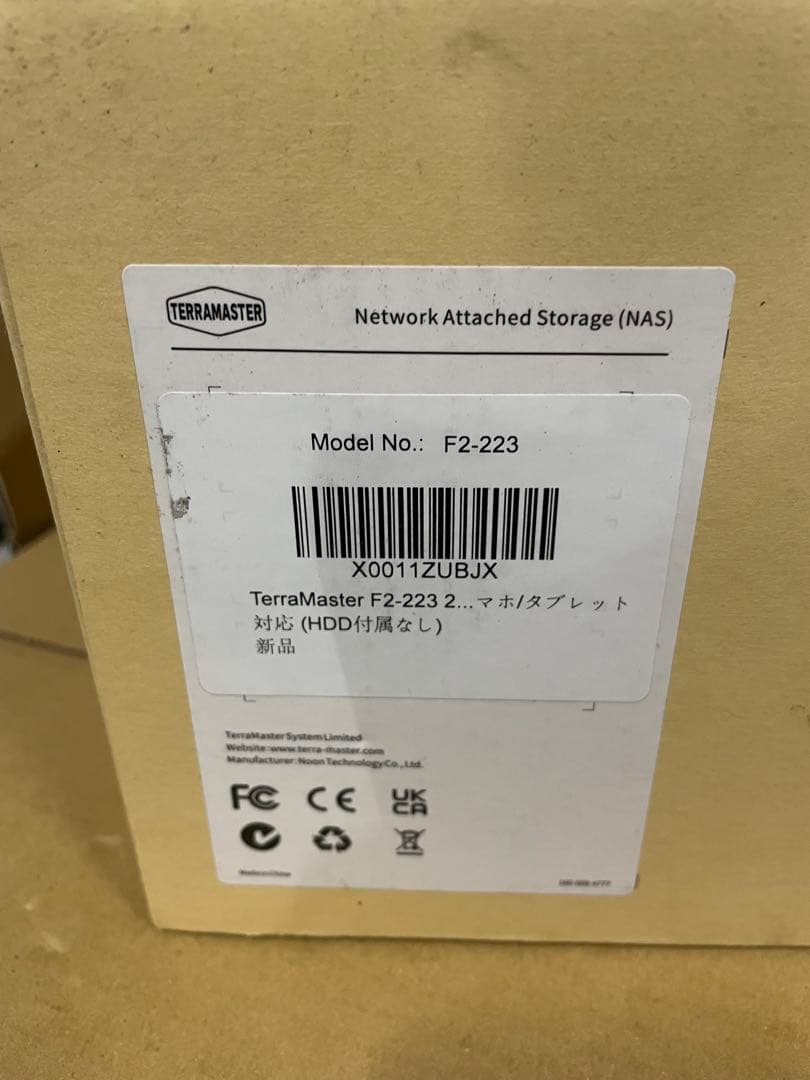 TERRAMASTER
Network Attached Storage (NAS)
Model No.: F2-223
X0011ZUBJX
TerraMaster F2-223 2...マホ/タブレット
対応 (HDD付属なし)
新品
TerraMaster System Limited
Website:www.terra-master.com
Manufacturer: Noon Technology Co., Ltd.
FC CE UK CA